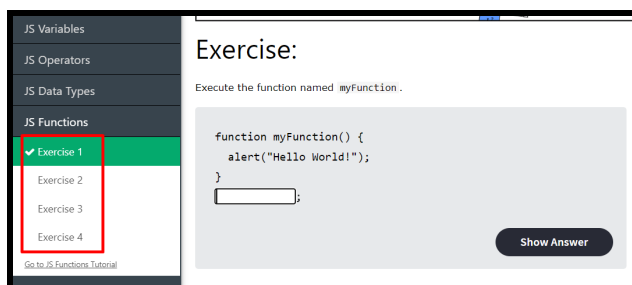 JS Variables
JS Operators
JS Data Types
JS Functions
✔ Exercise 1
Exercise 2
Exercise 3
Exercise 4
Go to JS Functions Tutorial
Exercise:
Execute the function named myFunction.
function myFunction() {
  alert("Hello World!");
}
;
Show Answer